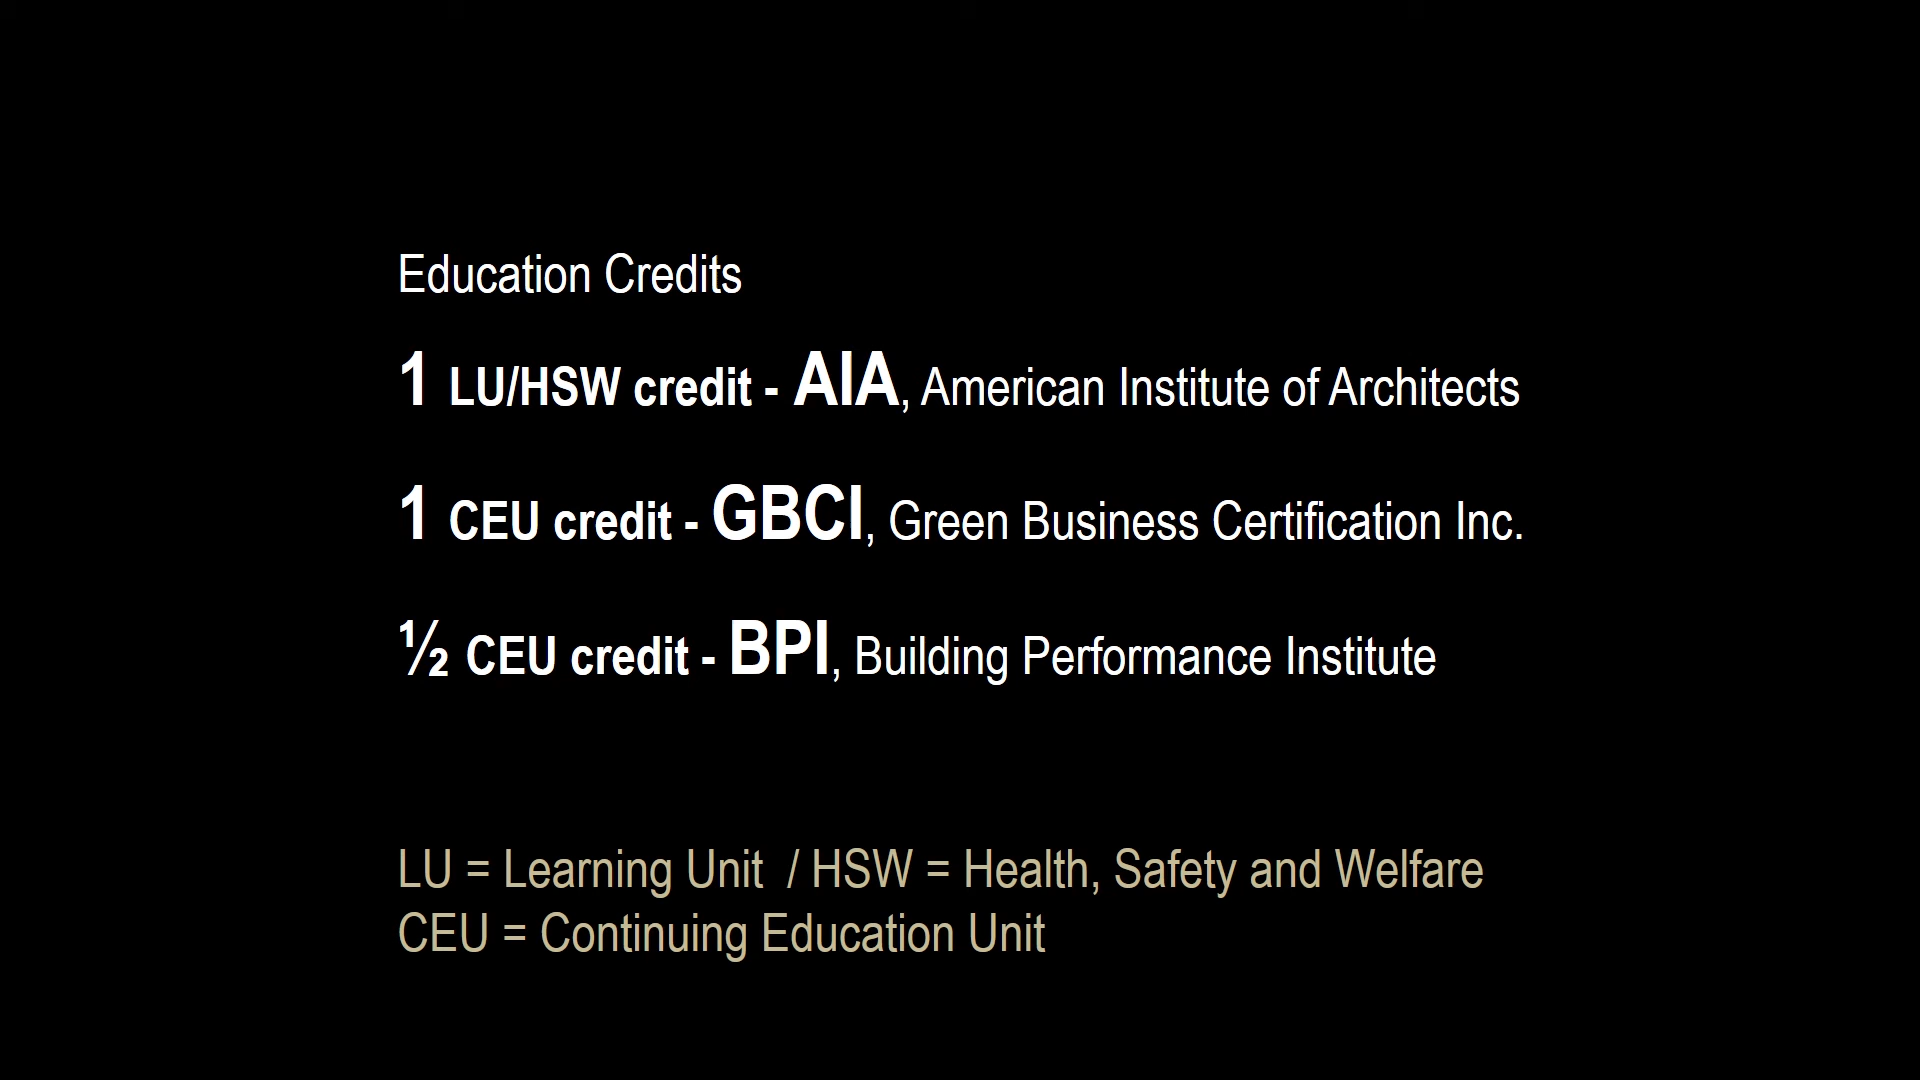 Education Credits
1 LU/HSW credit - AIA, American Institute of Architects
1 CEU credit - GBCI, Green Business Certification Inc.
½ CEU credit - BPI, Building Performance Institute
LU = Learning Unit  / HSW = Health, Safety and Welfare
CEU = Continuing Education Unit